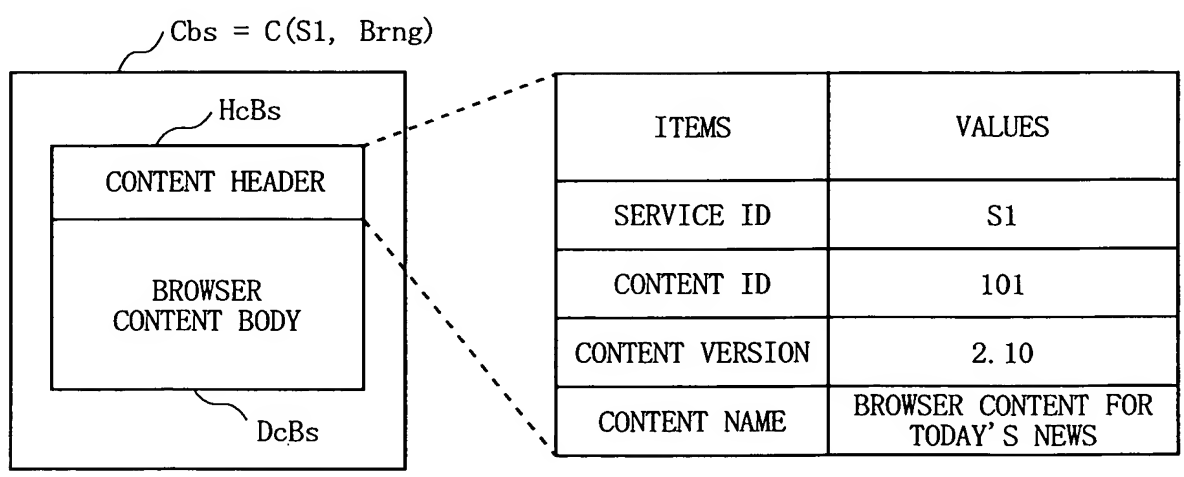 Cbs = C(S1, Brng)
HcBs
CONTENT HEADER
BROWSER
CONTENT BODY
DcBs
ITEMS VALUES
SERVICE ID S1
CONTENT ID 101
CONTENT VERSION 2.10
CONTENT NAME BROWSER CONTENT FOR
TODAY'S NEWS